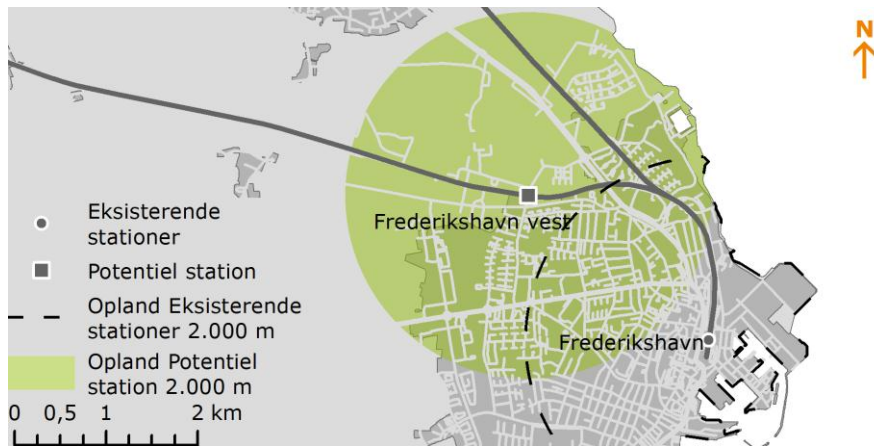 N
Frederikshavn vest
Frederikshavn
Eksisterende
stationer
Potentiel station
Opland Eksisterende
stationer 2.000 m
Opland Potentiel
station 2.000 m
0 0,5 1 2 km